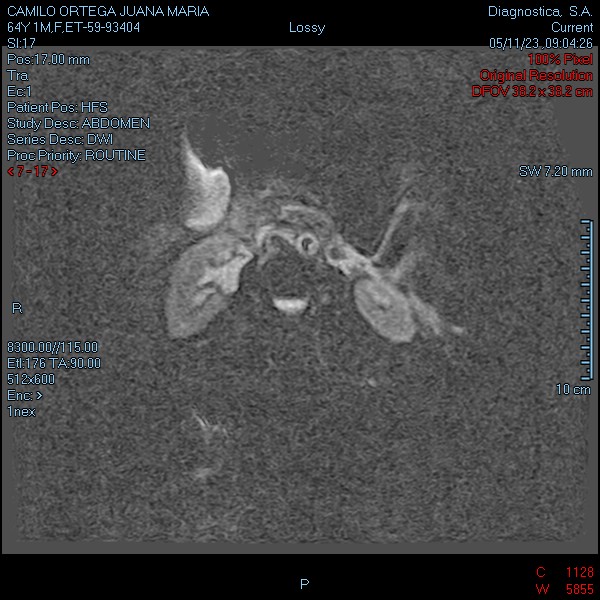 CAMILO ORTEGA JUANA MARIA
64Y 1M,F,ET-59-93404
Sl:17
Pos:17.00 mm
Tra
Ec:1
Patient Pos: HFS
Study Desc: ABDOMEN
Series Desc: DWI
Proc Priority: ROUTINE
< 7 - 17 >
Lossy
Diagnostica, S.A.
Current
05/11/23 ,09:04:26
100% Pixel
Original Resolution
DFOV 38.2 x 38.2 cm
SW 7.20 mm
R
10 cm
8300.00//115.00
Etl:176 TA:90.00
512x600
Enc: >
1nex
P
C 1128
W 5855